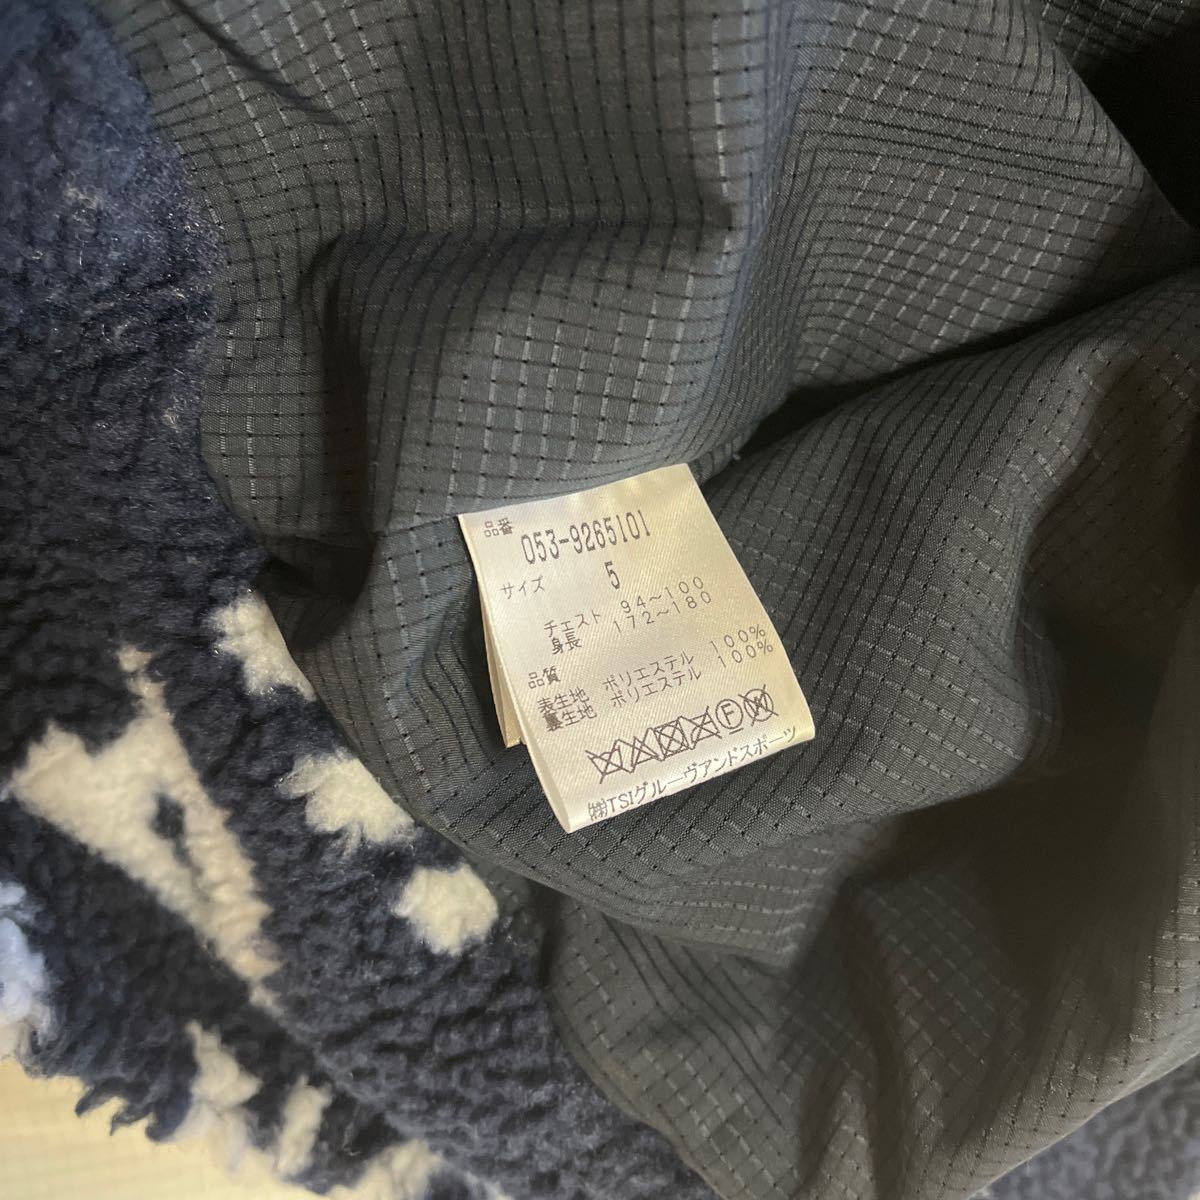 品番 053-9265101
サイズ 5
チェスト 94~100
身長 172~180
品質
表生地 ポリエステル 100%
裏生地 ポリエステル 100%
F W
㈱TSIグルーヴアンドスポーツ